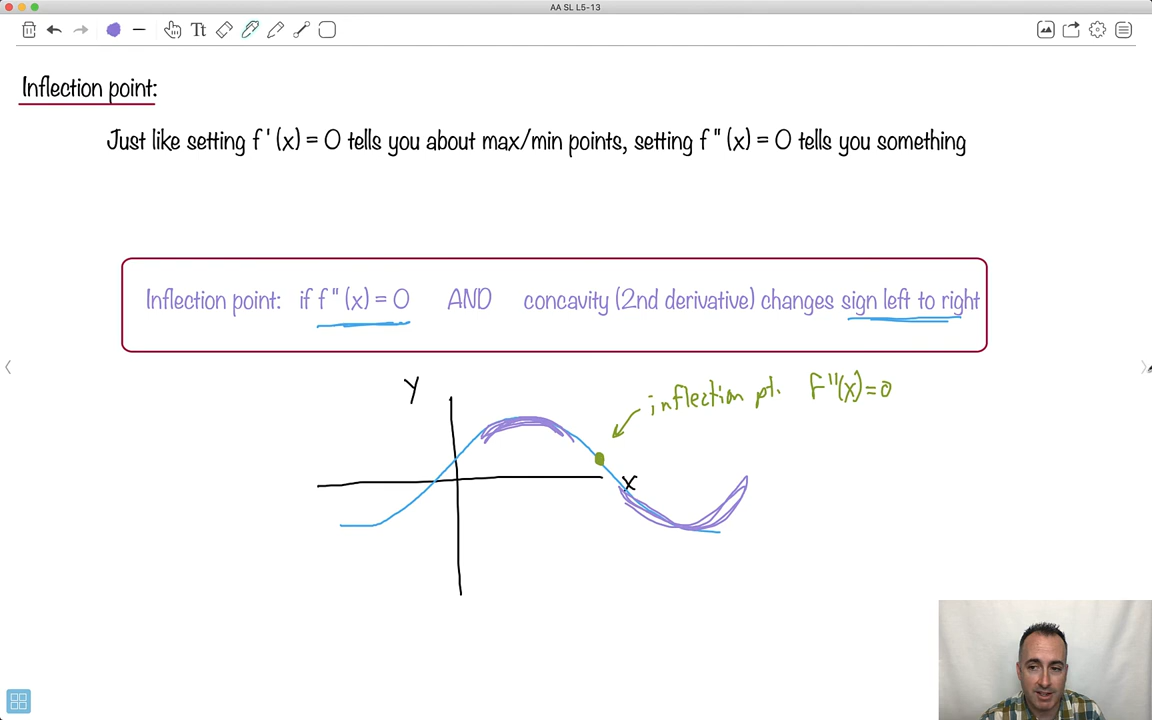 AA SL L5-13
Tt
Inflection point:
Just like setting f ' (x) = 0 tells you about max/min points, setting f " (x) = 0 tells you something
Inflection point: if f " (x) = 0 AND concavity (2nd derivative) changes sign left to right
Y
inflection pt. f"(x)=0
X